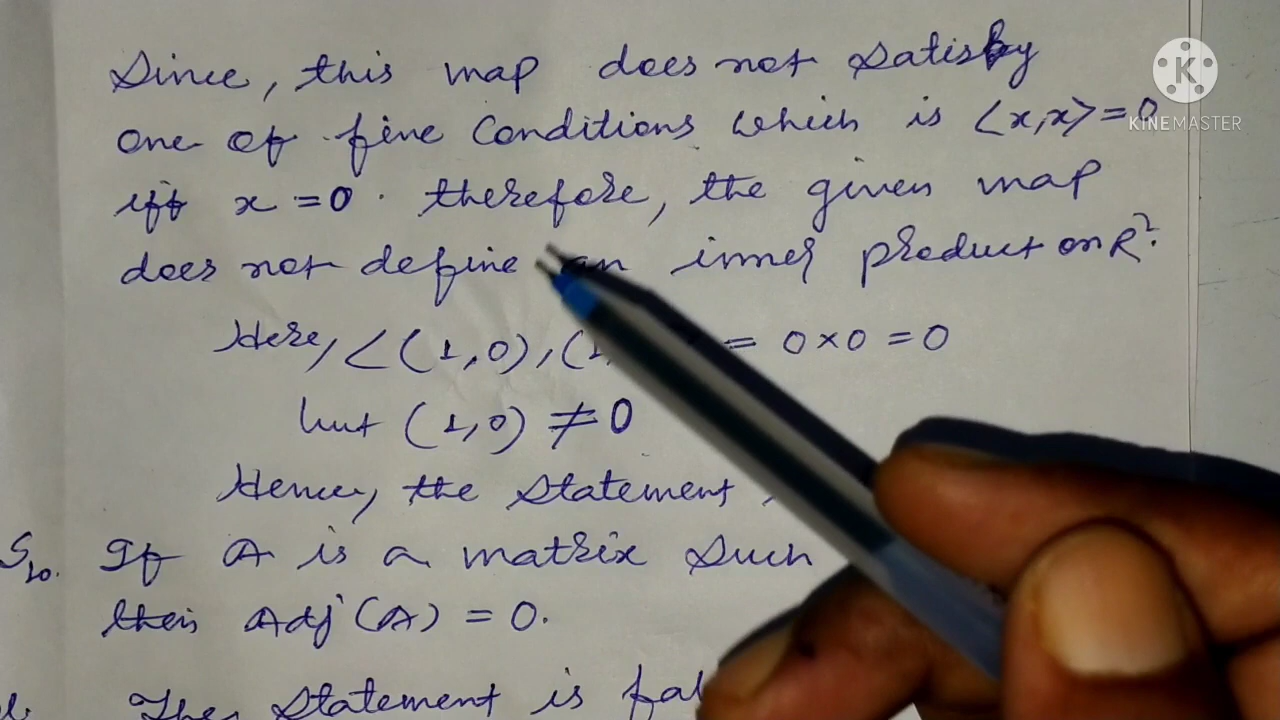 Since, this map does not satisfy
one of five conditions which is <x,x> = 0
iff x = 0. therefore, the given map
does not define an inner product on R².
Here, <(1,0),(1, = 0×0 = 0
but (1,0) ≠ 0
Hence, the statement
S10. If A is a matrix such
then Adj(A) = 0.
The statement is fal
K
KINEMASTER